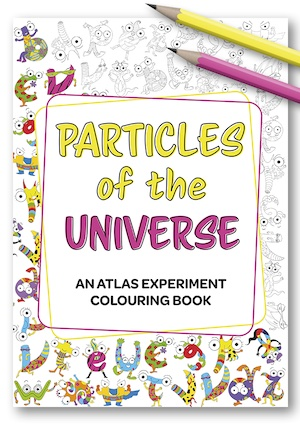 PARTICLES
of the
UNIVERSE
AN ATLAS EXPERIMENT
COLOURING BOOK